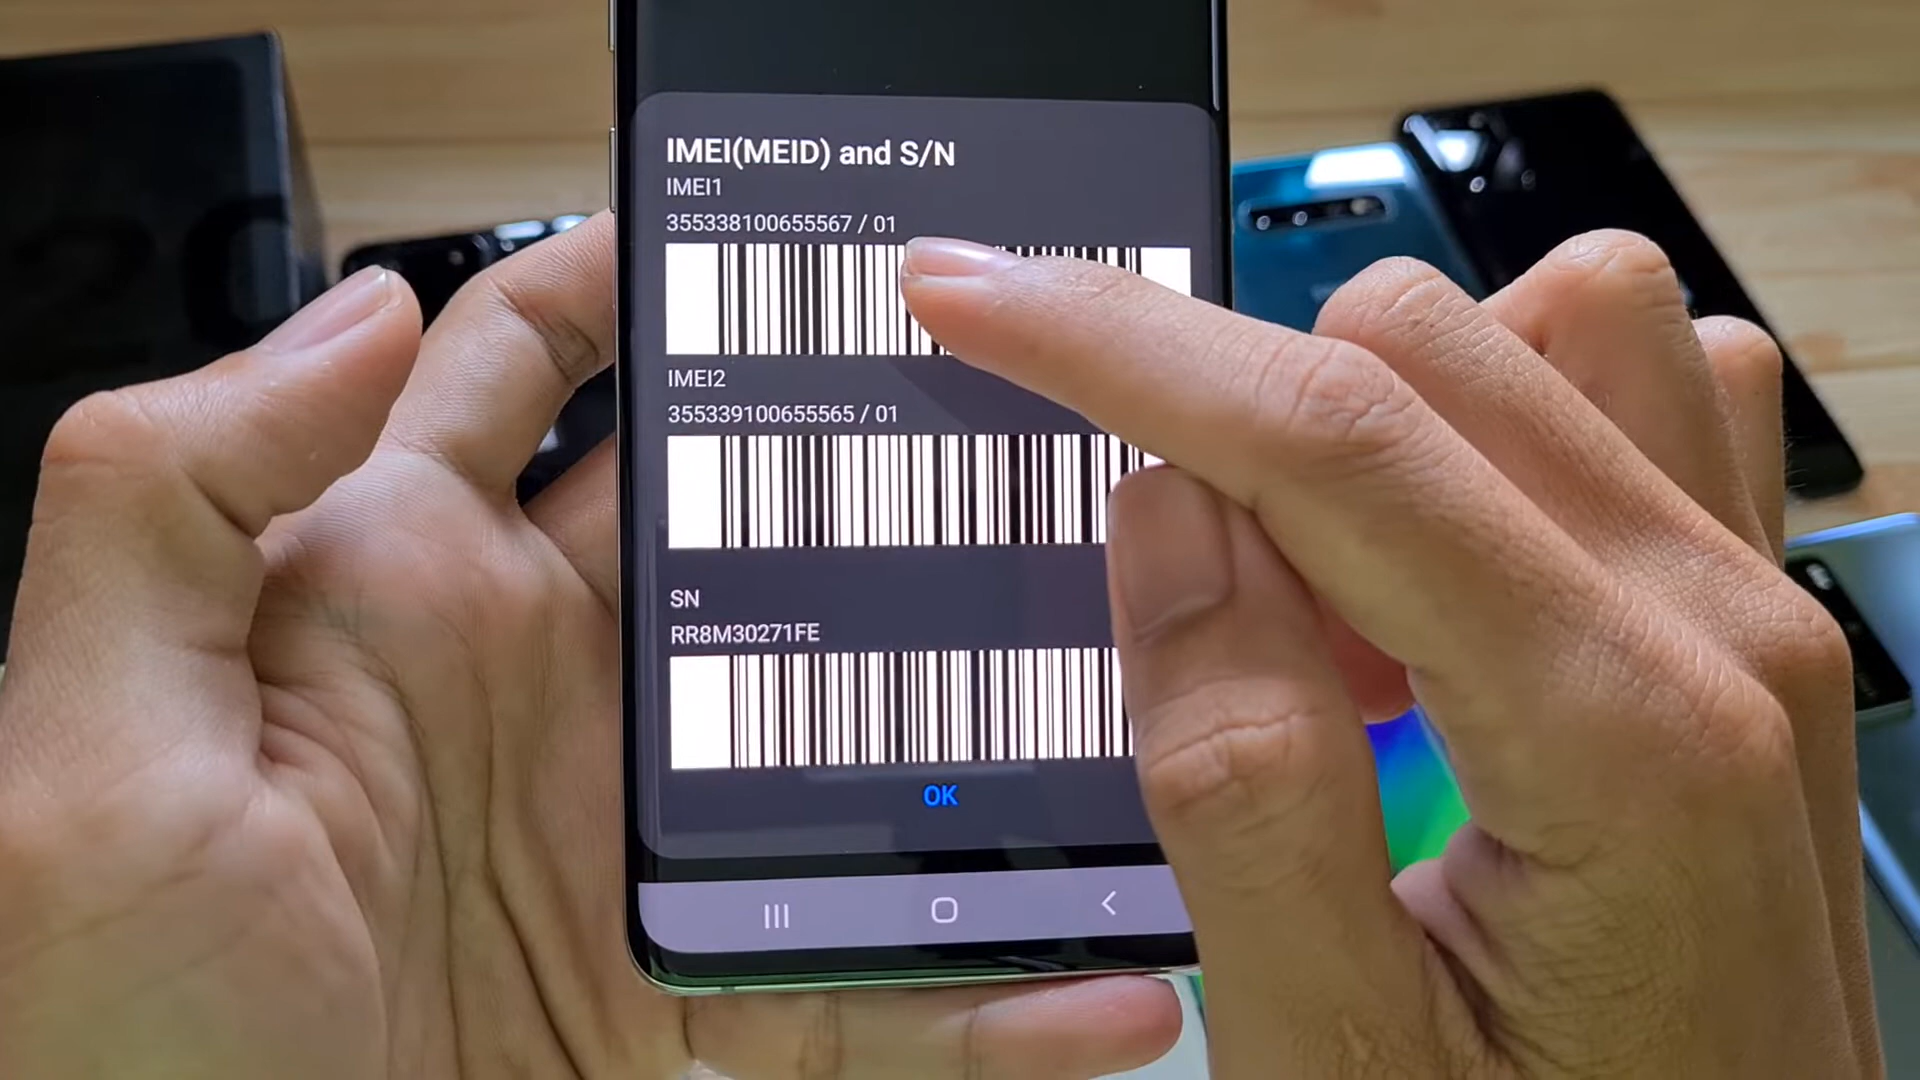 IMEI(MEID) and S/N
IMEI1
355338100655567 / 01
IMEI2
355339100655565 / 01
SN
RR8M30271FE
OK